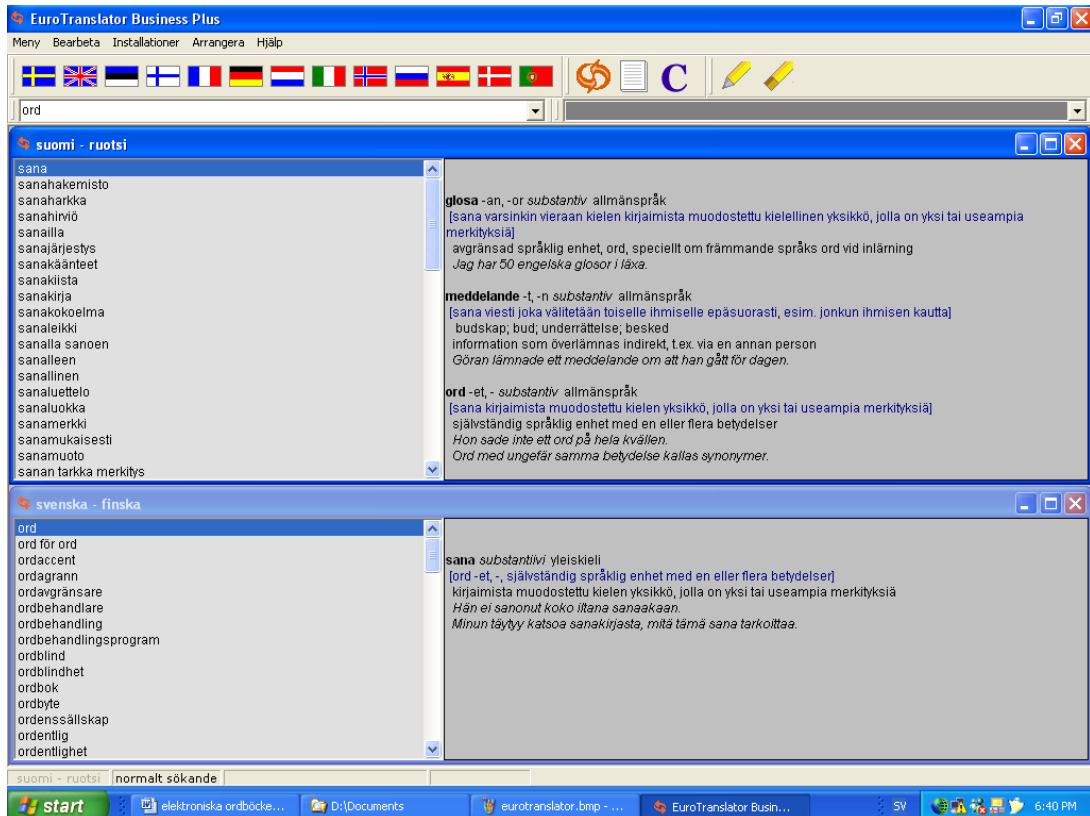 EuroTranslator Business Plus
Meny Bearbeta Installationer Arrangera Hjälp
C
ord
suomi - ruotsi
sana
sanahakemisto
sanaharkka
sanahirviö
sanailla
sanajärjestys
sanakäänteet
sanakiista
sanakirja
sanakokoelma
sanaleikki
sanalla sanoen
sanalleen
sanallinen
sanaluettelo
sanaluokka
sanamerkki
sanamukaisesti
sanamuoto
sanan tarkka merkitys
glosa -an, -or substantiv allmänspråk
[sana varsinkin vieraan kielen kirjaimista muodostettu kielellinen yksikkö, jolla on yksi tai useampia
merkityksiä]
avgränsad språklig enhet, ord, speciellt om främmande språks ord vid inlärning
Jag har 50 engelska glosor i läxa.
meddelande -t, -n substantiv allmänspråk
[sana viesti joka välitetään toiselle ihmiselle epäsuorasti, esim. jonkun ihmisen kautta]
budskap; bud; underrättelse; besked
information som överlämnas indirekt, t.ex. via en annan person
Göran lämnade ett meddelande om att han gått för dagen.
ord -et, - substantiv allmänspråk
[sana kirjaimista muodostettu kielen yksikkö, jolla on yksi tai useampia merkityksiä]
självständig språklig enhet med en eller flera betydelser
Hon sade inte ett ord på hela kvällen.
Ord med ungefär samma betydelse kallas synonymer.
svenska - finska
ord
ord för ord
ordaccent
ordagrann
ordavgränsare
ordbehandlare
ordbehandling
ordbehandlingsprogram
ordblind
ordblindhet
ordbok
ordbyte
ordenssällskap
ordentlig
ordentlighet
sana substantiivi yleiskieli
[ord -et, -, självständig språklig enhet med en eller flera betydelser]
kirjaimista muodostettu kielen yksikkö, jolla on yksi tai useampia merkityksiä
Hän ei sanonut koko iltana sanaakaan.
Minun täytyy katsoa sanakirjasta, mitä tämä sana tarkoittaa.
suomi - ruotsi normalt sökande
start elektroniska ordböcke... D:\Documents eurotranslator.bmp - ... EuroTranslator Busin... SV 6:40 PM